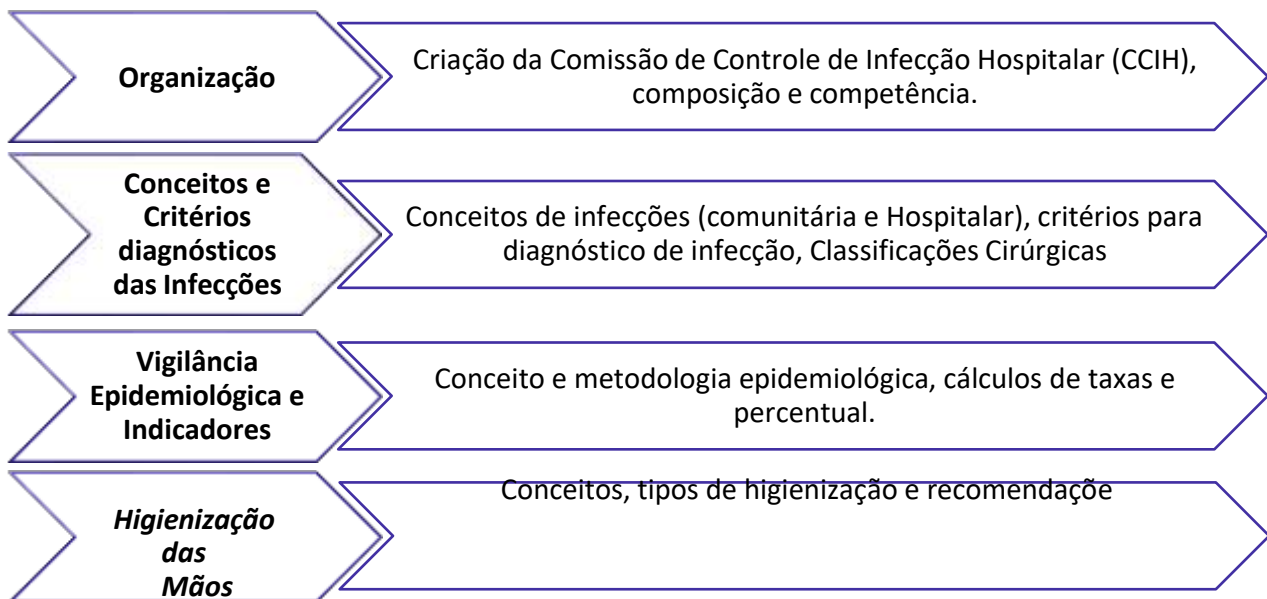 Organização
Criação da Comissão de Controle de Infecção Hospitalar (CCIH),
composição e competência.
Conceitos e
Critérios
diagnósticos
das Infecções
Conceitos de infecções (comunitária e Hospitalar), critérios para
diagnóstico de infecção, Classificações Cirúrgicas
Vigilância
Epidemiológica e
Indicadores
Conceito e metodologia epidemiológica, cálculos de taxas e
percentual.
Higienização
das
Mãos
Conceitos, tipos de higienização e recomendaçõe